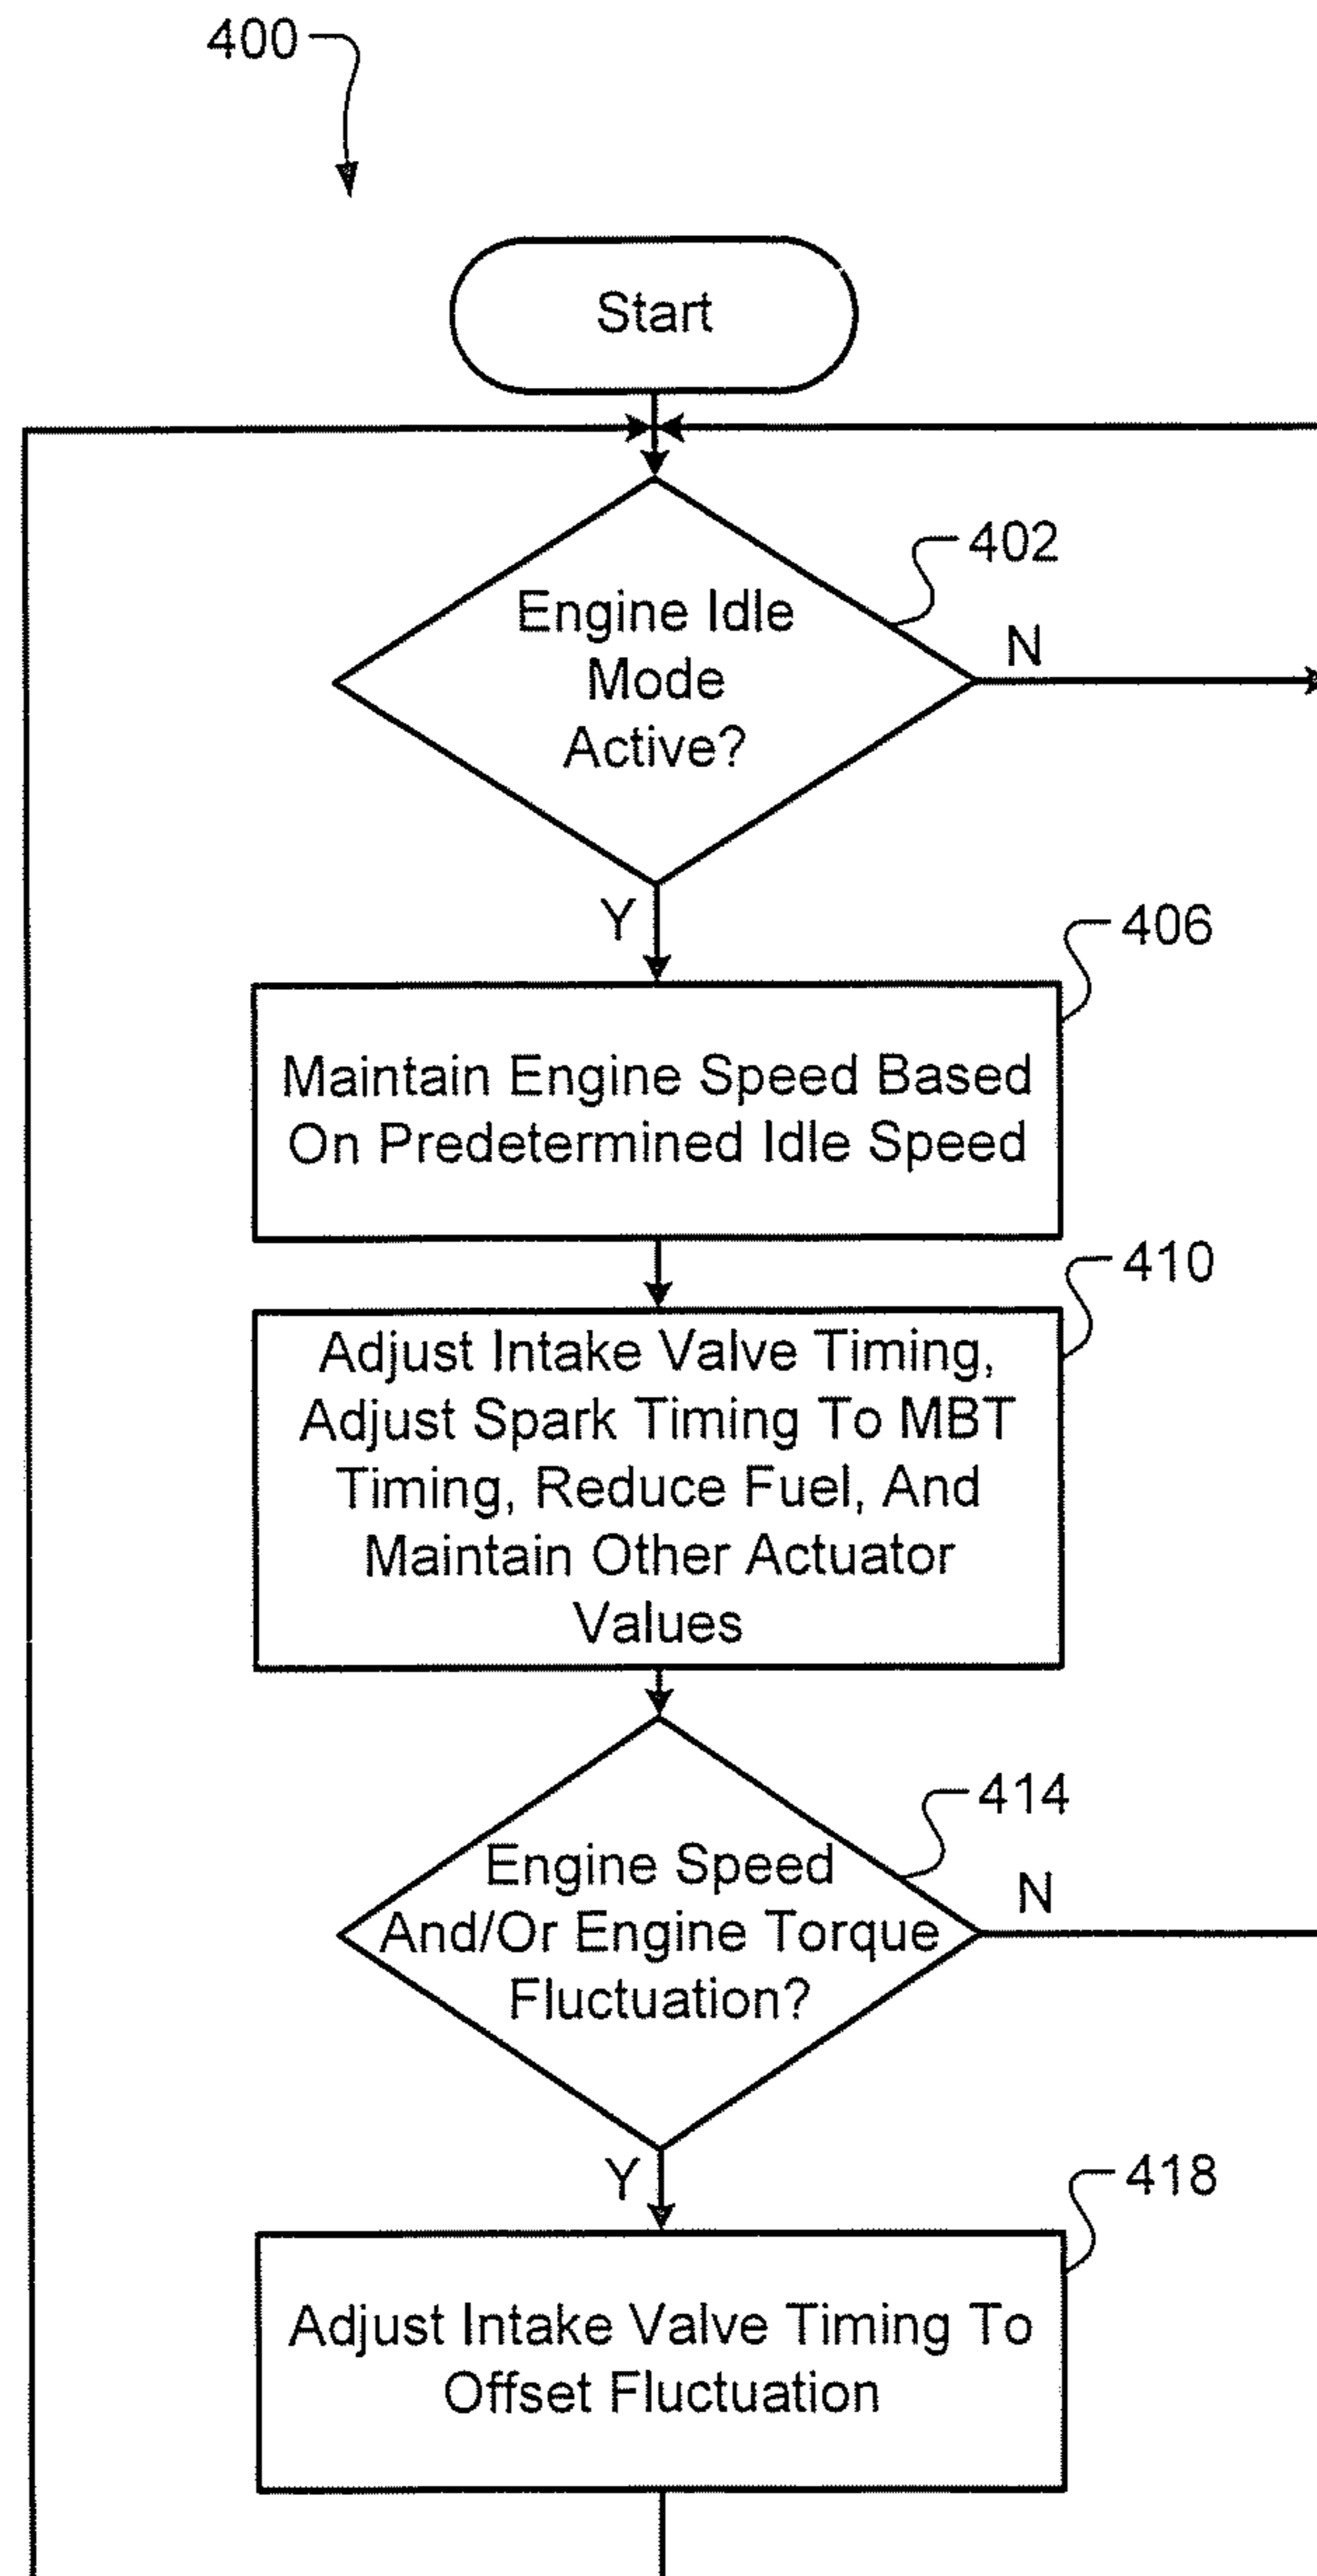 400
Start
402
Engine Idle
Mode
Active?
N
Y
406
Maintain Engine Speed Based
On Predetermined Idle Speed
410
Adjust Intake Valve Timing,
Adjust Spark Timing To MBT
Timing, Reduce Fuel, And
Maintain Other Actuator
Values
414
Engine Speed
And/Or Engine Torque
Fluctuation?
N
Y
418
Adjust Intake Valve Timing To
Offset Fluctuation